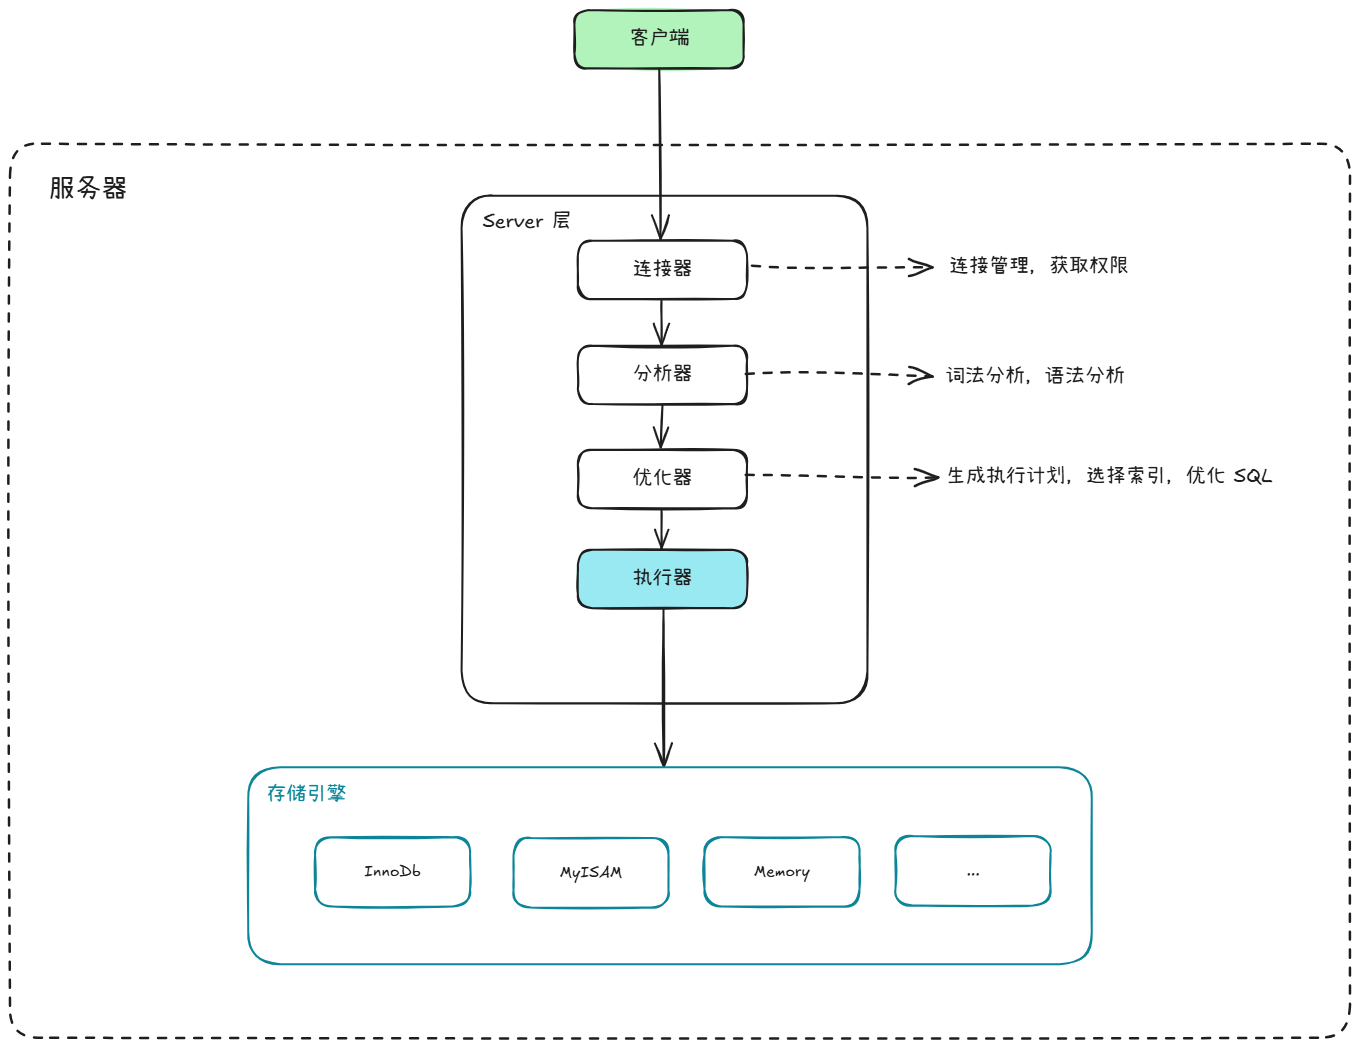 客户端
服务器
Server 层
连接器
连接管理，获取权限
分析器
词法分析，语法分析
优化器
生成执行计划，选择索引，优化 SQL
执行器
存储引擎
InnoDb
MyISAM
Memory
...